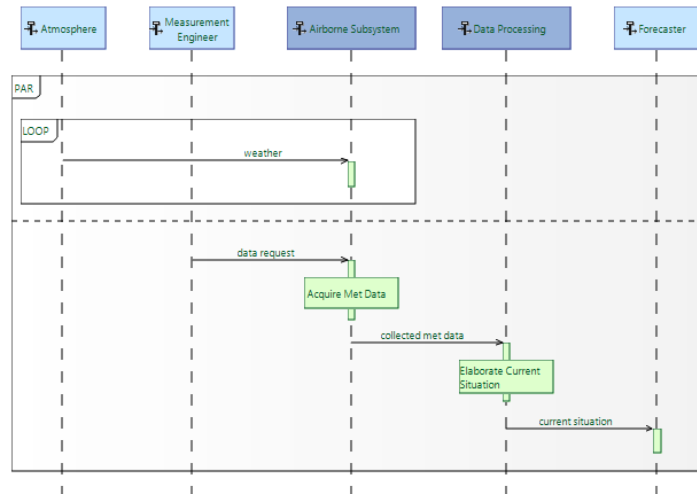 Atmosphere
Measurement
Engineer
Airborne Subsystem
Data Processing
Forecaster
PAR
LOOP
weather
data request
Acquire Met Data
collected met data
Elaborate Current
Situation
current situation